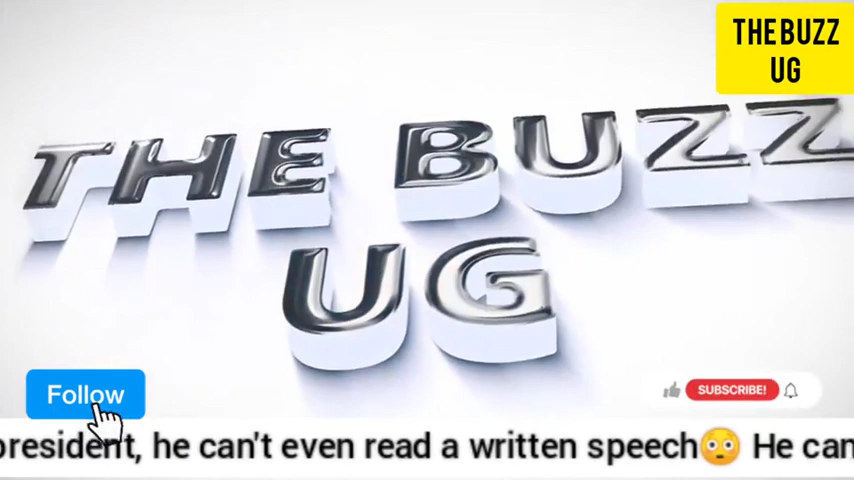 THE BUZZ
UG
THE BUZZ
UG
Follow
SUBSCRIBE!
president, he can't even read a written speech😳 He can